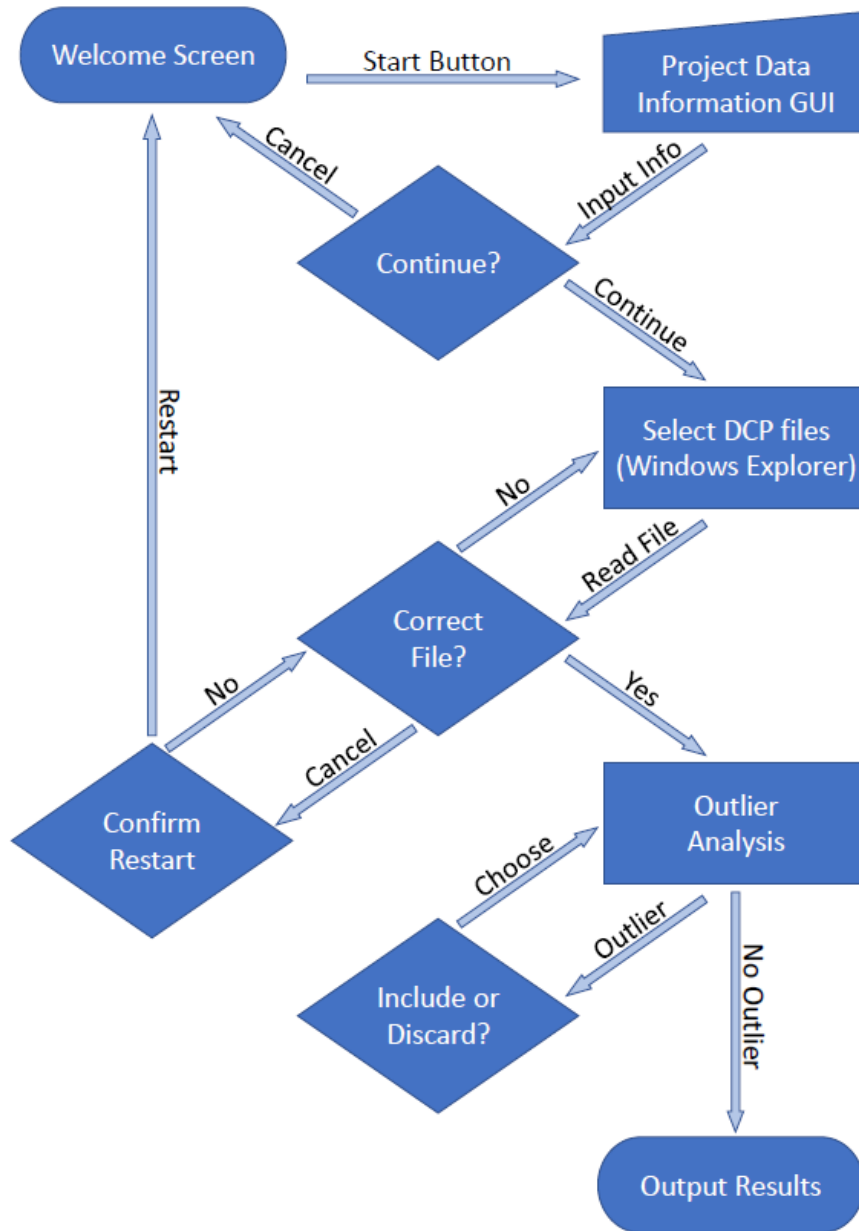 Welcome Screen
Start Button
Project Data
Information GUI
Cancel
Input Info
Continue?
Continue
Restart
Select DCP files
(Windows Explorer)
No
Read File
Correct
File?
No
Yes
Cancel
Confirm
Restart
Outlier
Analysis
Choose
Outlier
Include or
Discard?
No Outlier
Output Results